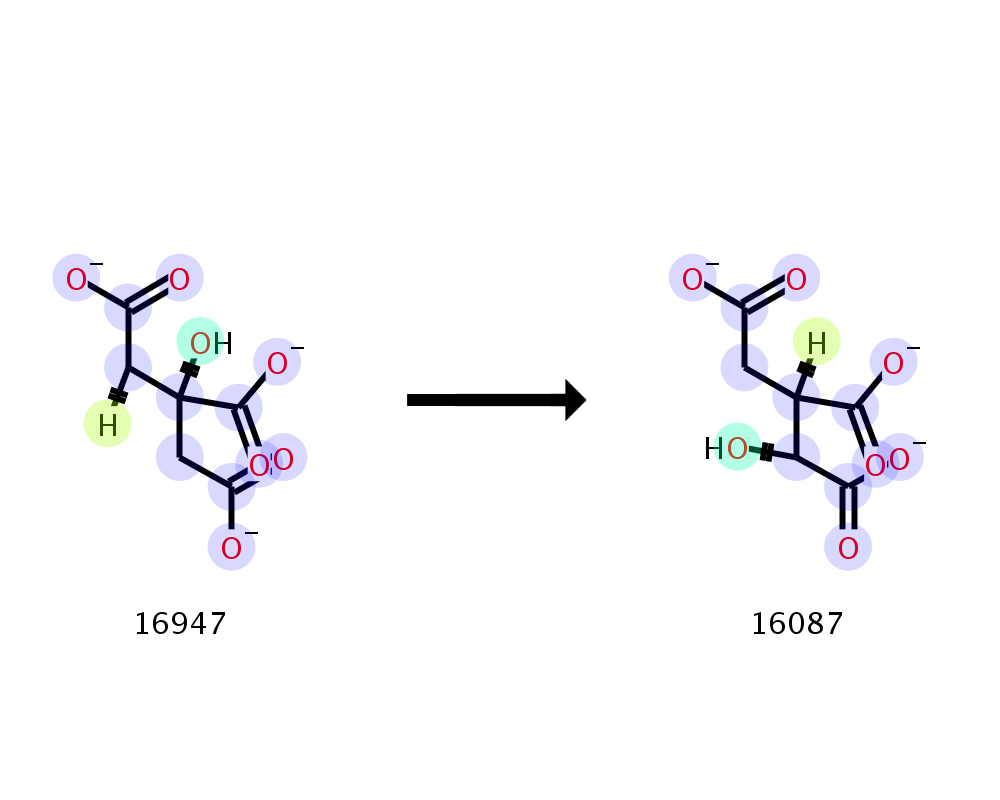 O⁻ O O⁻ O
OH O⁻ H O⁻
H HO
O O O O⁻
O⁻ O
16947 16087